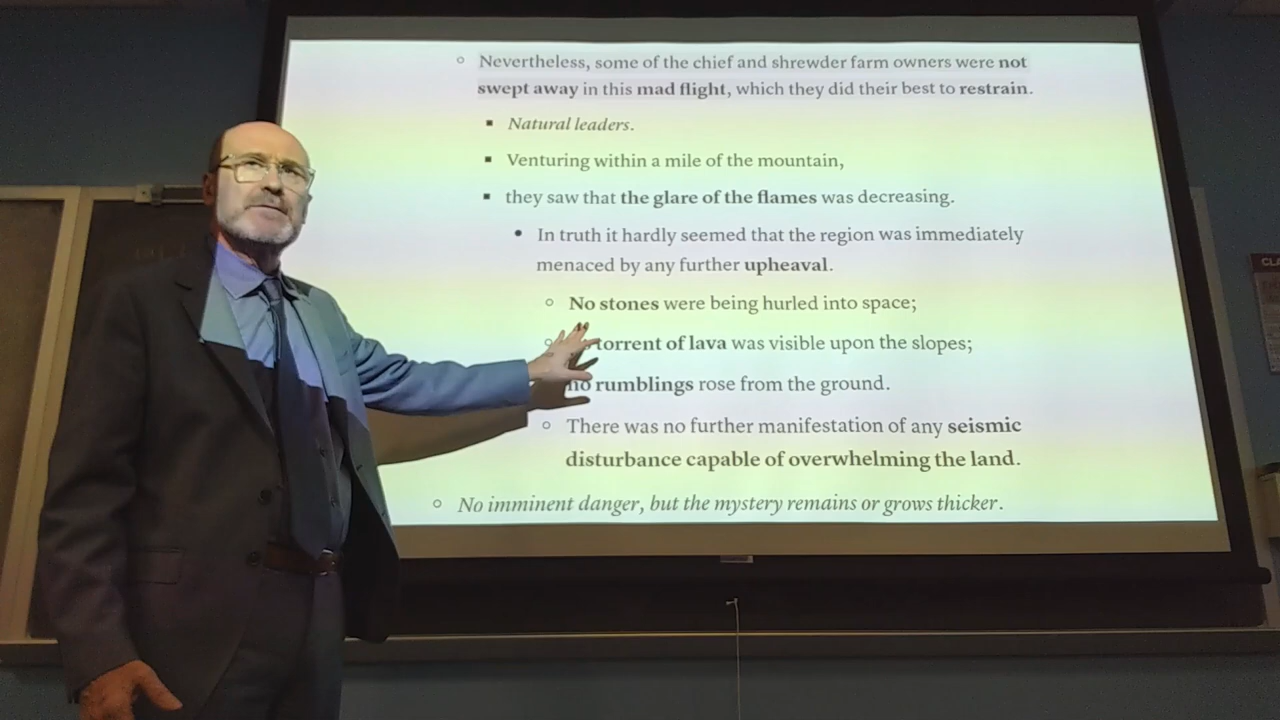 Nevertheless, some of the chief and shrewder farm owners were not
swept away in this mad flight, which they did their best to restrain.
Natural leaders.
Venturing within a mile of the mountain,
they saw that the glare of the flames was decreasing.
In truth it hardly seemed that the region was immediately
menaced by any further upheaval.
No stones were being hurled into space;
torrent of lava was visible upon the slopes;
no rumblings rose from the ground.
There was no further manifestation of any seismic
disturbance capable of overwhelming the land.
No imminent danger, but the mystery remains or grows thicker.
CLA